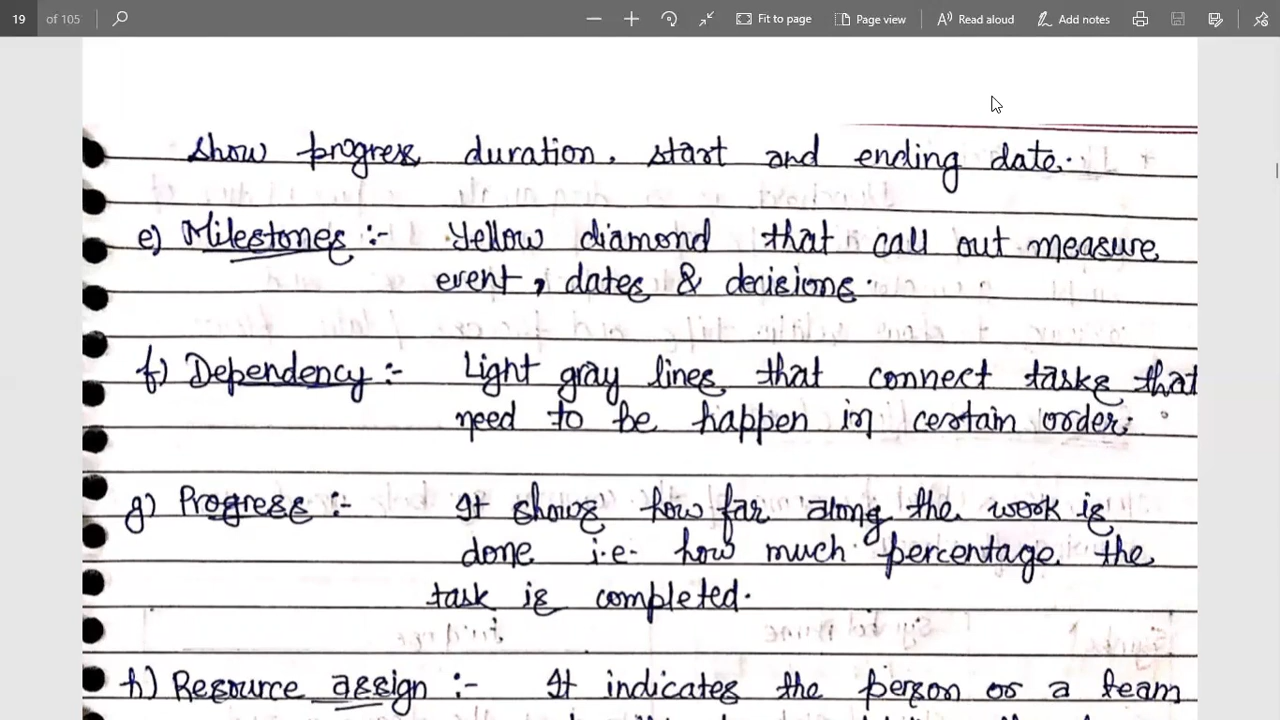 19 of 105 Fit to page Page view Read aloud Add notes
show progress duration, start and ending date.
e) Milestones :- Yellow diamond that call out measure
event, dates & decisions.
f) Dependency :- Light gray lines that connect tasks that
need to be happen in certain order.
g) Progress :- It shows how far along the work is
done i.e. how much percentage the
task is completed.
h) Resource assign :- It indicates the person or a team